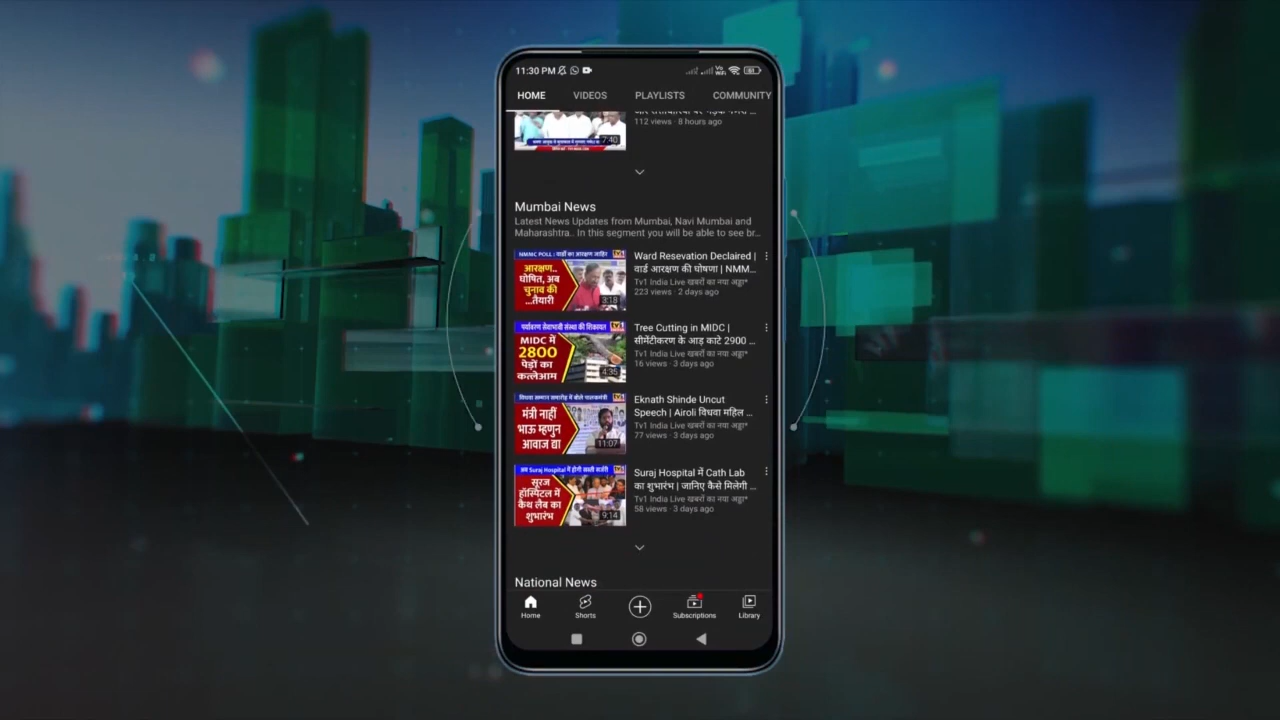 11:30 PM
HOME VIDEOS PLAYLISTS COMMUNITY
112 views · 8 hours ago
7:40
Mumbai News
Latest News Updates from Mumbai, Navi Mumbai and
Maharashtra.. In this segment you will be able to see br...
NMMC POLL : वार्ड का आरक्षण जाहिर
आरक्षण..
घोषित, अब
चुनाव की
...तैयारी
3:18
Ward Resevation Declaired |
वार्ड आरक्षण की घोषणा | NMM...
Tv1 India Live खबरों का नया अड्डा*
223 views · 2 days ago
पर्यावरण सेवाभावी संस्था की शिकायत
MIDC में
2800
पेड़ों का
कत्लेआम
4:35
Tree Cutting in MIDC |
सीमेंटीकरण के आड़ काटे 2900 ...
Tv1 India Live खबरों का नया अड्डा*
16 views · 3 days ago
विधवा सम्मान समारोह में बोले पालकमंत्री
मंत्री नाहीं
भाऊ म्हणुन
आवाज द्या
11:07
Eknath Shinde Uncut
Speech | Airoli विधवा महिल ...
Tv1 India Live खबरों का नया अड्डा*
77 views · 3 days ago
अब Suraj Hospital में होगी सस्ती सर्जरी
सूरज
हॉस्पिटल में
कैथ लैब का
शुभारंभ
9:14
Suraj Hospital में Cath Lab
का शुभारंभ | जानिए कैसे मिलेगी ...
Tv1 India Live खबरों का नया अड्डा*
58 views · 3 days ago
National News
Home Shorts Subscriptions Library